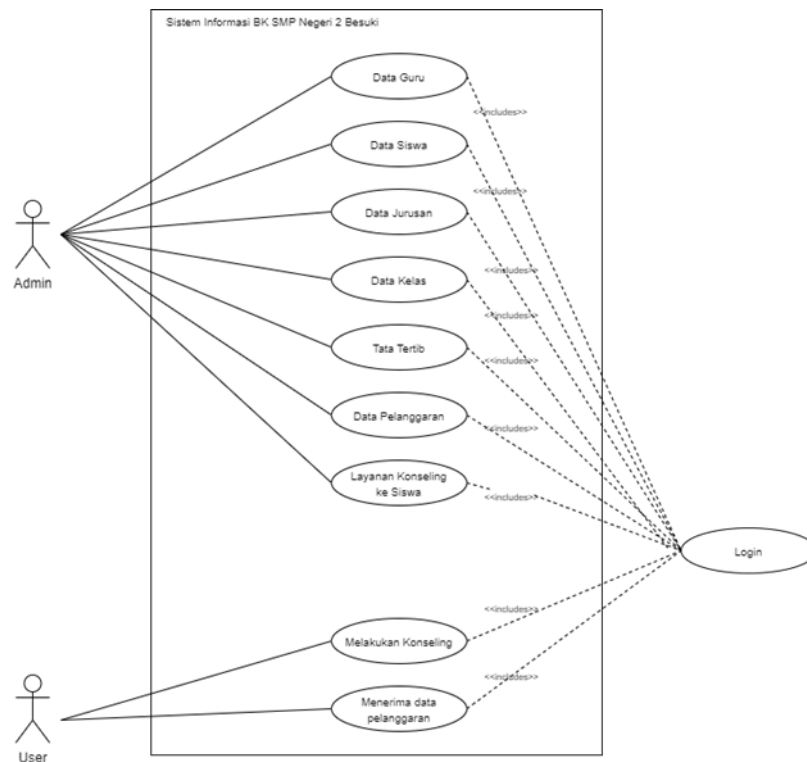 Sistem Informasi BK SMP Negeri 2 Besuki
Data Guru
<<includes>>
Data Siswa
<<includes>>
Data Jurusan
Admin
Data Kelas
<<includes>>
<<includes>>
Tata Tertib
<<includes>>
Data Pelanggaran
<<includes>>
Layanan Konseling
ke Siswa
<<includes>>
Login
<<includes>>
Melakukan Konseling
<<includes>>
Menerima data
pelanggaran
User